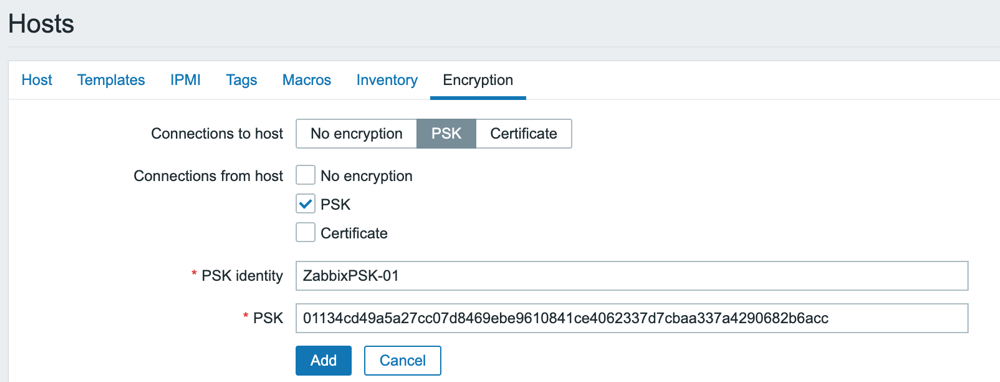 Hosts
Host Templates IPMI Tags Macros Inventory Encryption
Connections to host No encryption PSK Certificate
Connections from host No encryption
PSK
Certificate
* PSK identity ZabbixPSK-01
* PSK 01134cd49a5a27cc07d8469ebe9610841ce4062337d7cbaa337a4290682b6acc
Add Cancel